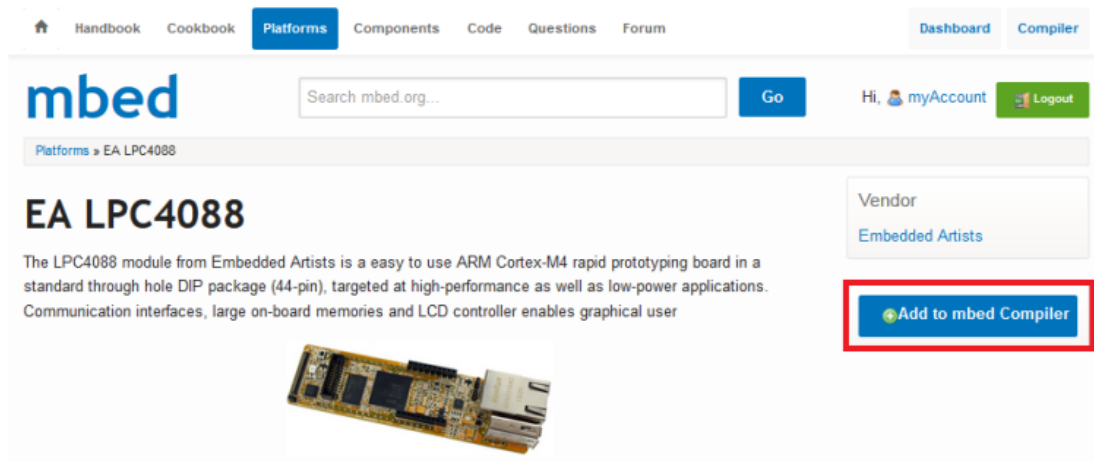 Handbook Cookbook Platforms Components Code Questions Forum Dashboard Compiler
mbed Search mbed.org... Go Hi, myAccount Logout
Platforms » EA LPC4088
EA LPC4088
The LPC4088 module from Embedded Artists is a easy to use ARM Cortex-M4 rapid prototyping board in a
standard through hole DIP package (44-pin), targeted at high-performance as well as low-power applications.
Communication interfaces, large on-board memories and LCD controller enables graphical user
Vendor
Embedded Artists
Add to mbed Compiler